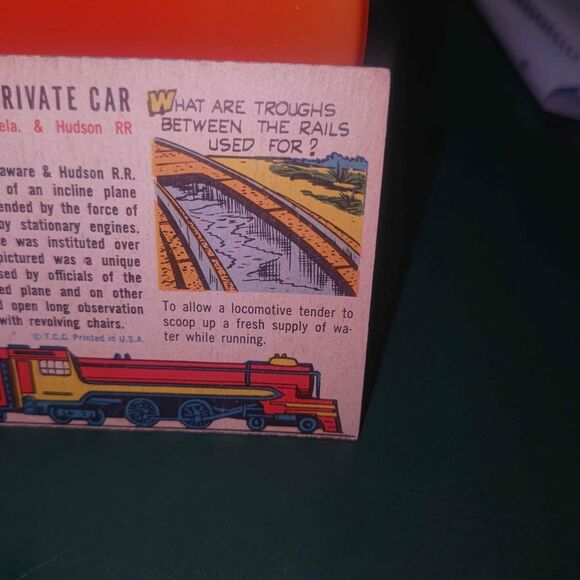 RIVATE CAR
ela. & Hudson RR
aware & Hudson R.R.
of an incline plane
ended by the force of
by stationary engines.
e was instituted over
pictured was a unique
sed by officials of the
ed plane and on other
d open long observation
with revolving chairs.
© T.C.G. Printed in U.S.A.
WHAT ARE TROUGHS
BETWEEN THE RAILS
USED FOR?
To allow a locomotive tender to
scoop up a fresh supply of wa-
ter while running.